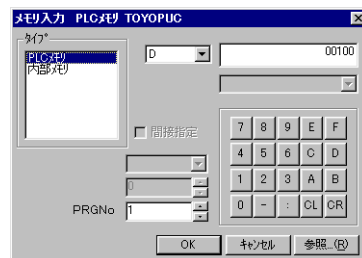 メモリ入力 PLCメモリ TOYOPUC
タイプ
PLCメモリ
内部メモリ
D
00100
間接指定
0
PRGNo 1
7 8 9 E F
4 5 6 C D
1 2 3 A B
0 - : CL CR
OK キャンセル 参照...(R)